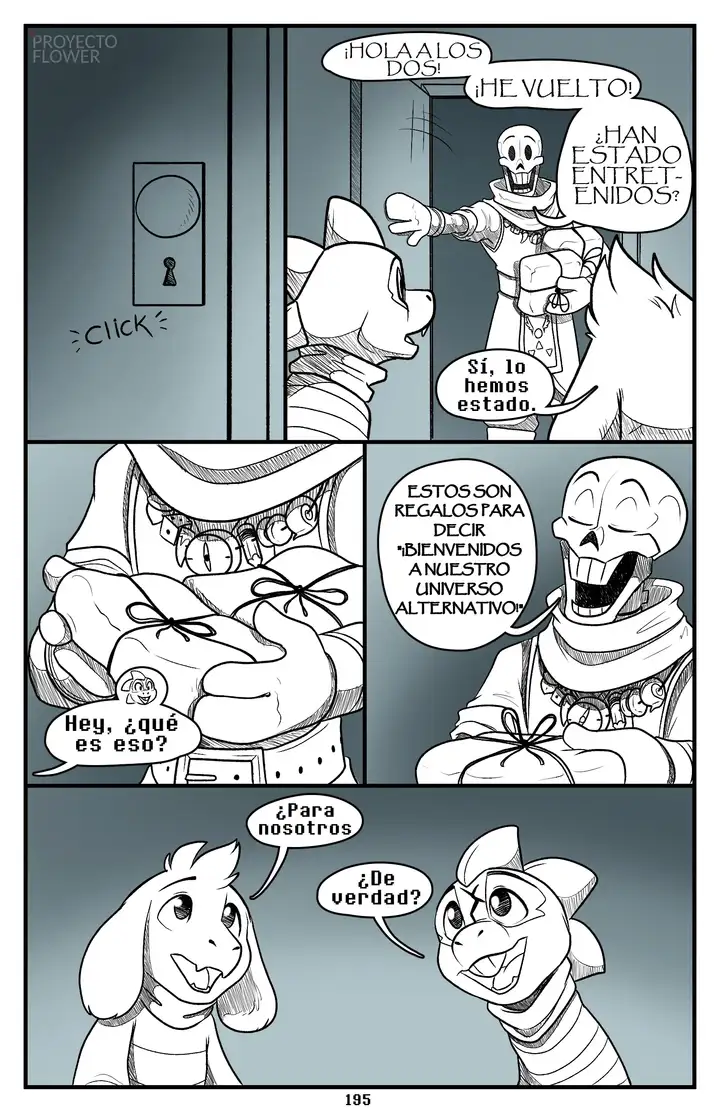 PROYECTO
FLOWER
¡HOLA A LOS
DOS!
¡HE VUELTO!
¿HAN
ESTADO
ENTRET-
ENIDOS?
CLICK
Sí, lo
hemos
estado.
Hey, ¿qué
es eso?
ESTOS SON
REGALOS PARA
DECIR
"¡BIENVENIDOS
A NUESTRO
UNIVERSO
ALTERNATIVO!"
¿Para
nosotros
¿De
verdad?
195